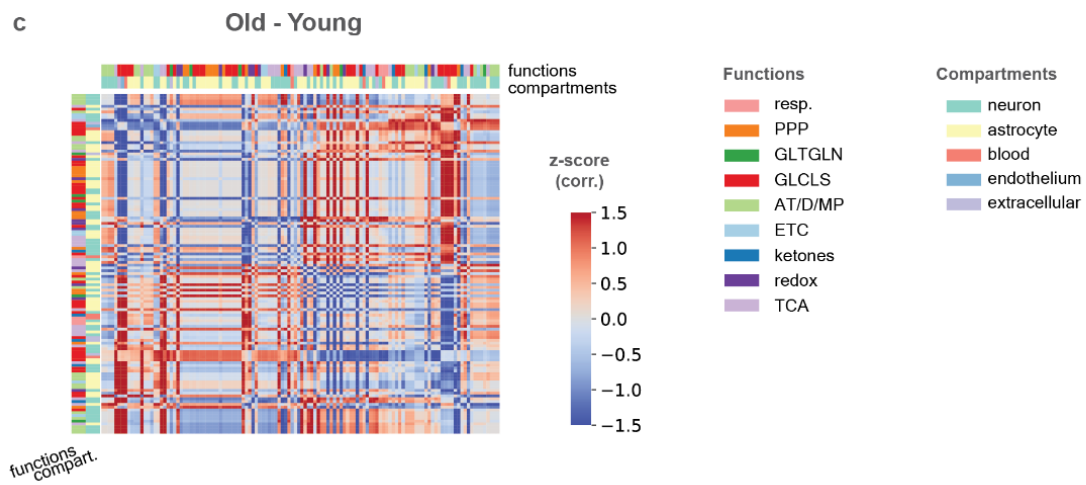 c
Old - Young
functions
compartments
functions
compart.
z-score
(corr.)
1.5
1.0
0.5
0.0
−0.5
−1.0
−1.5
Functions
resp.
PPP
GLTGLN
GLCLS
AT/D/MP
ETC
ketones
redox
TCA
Compartments
neuron
astrocyte
blood
endothelium
extracellular